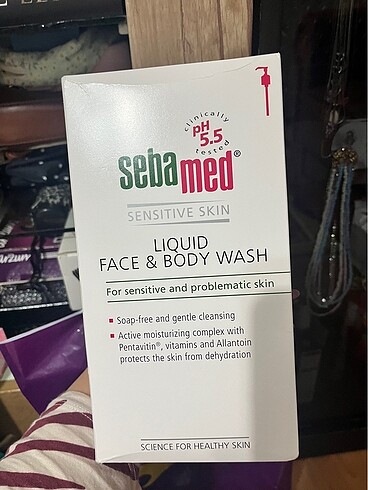 clinically
pH
5.5
tested
sebamed®
SENSITIVE SKIN
LIQUID
FACE & BODY WASH
For sensitive and problematic skin
Soap-free and gentle cleansing
Active moisturizing complex with
Pentavitin®, vitamins and Allantoin
protects the skin from dehydration
SCIENCE FOR HEALTHY SKIN